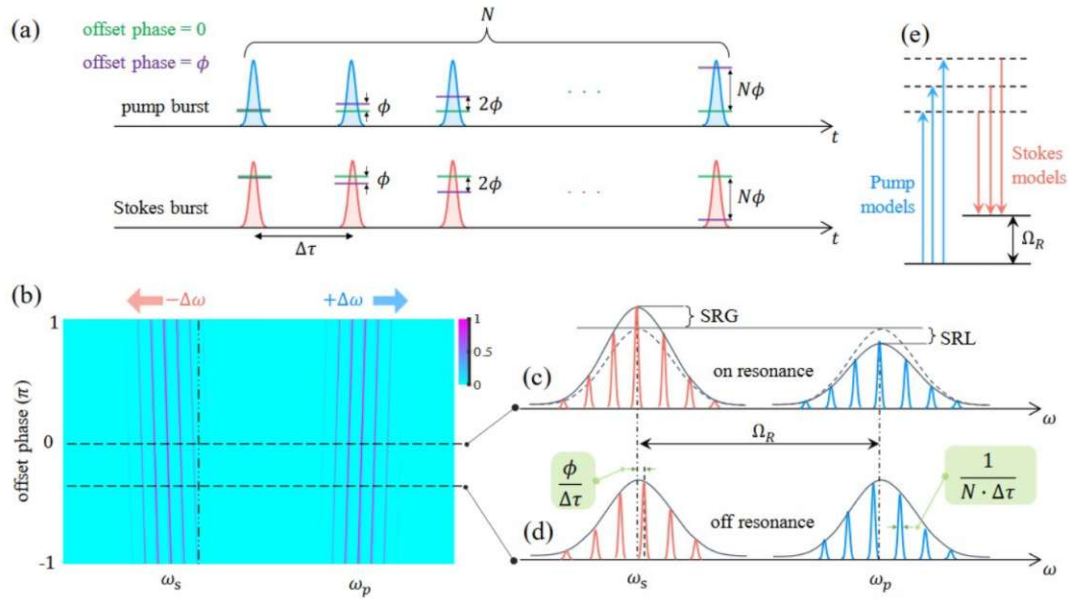 (a)
offset phase = 0
offset phase = ϕ
N
pump burst
ϕ
2ϕ
· · ·
Nϕ
t
Stokes burst
ϕ
2ϕ
· · ·
Nϕ
t
Δτ
(e)
Pump
models
Stokes
models
Ω_R
(b)
−Δω
+Δω
1
0
-1
offset phase (πt)
1
0.5
0
ω_s
ω_p
(c)
SRG
SRL
on resonance
ω
Ω_R
(d)
ϕ/Δτ
1/(N · Δτ)
off resonance
ω
ω_s
ω_p